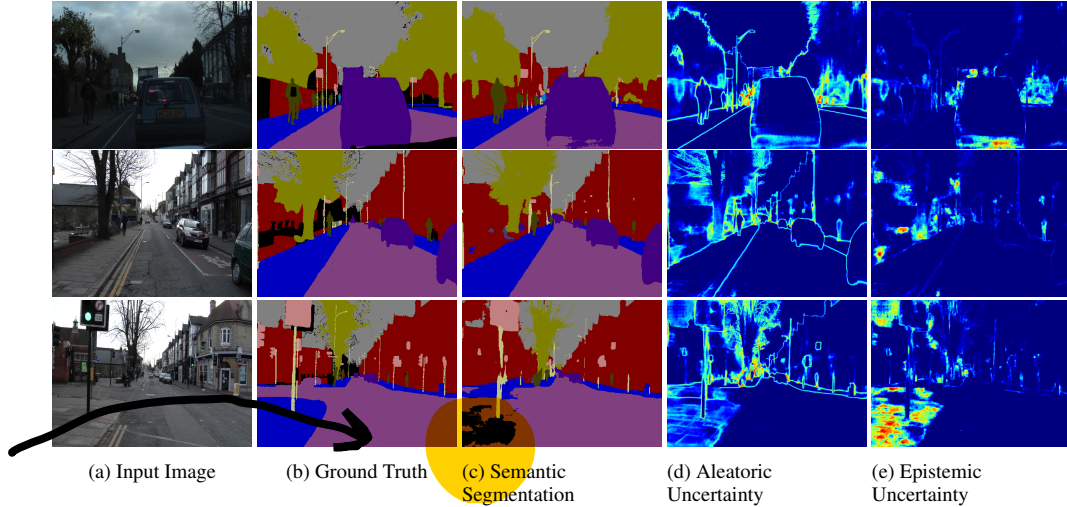 (a) Input Image
(b) Ground Truth
(c) Semantic
Segmentation
(d) Aleatoric
Uncertainty
(e) Epistemic
Uncertainty